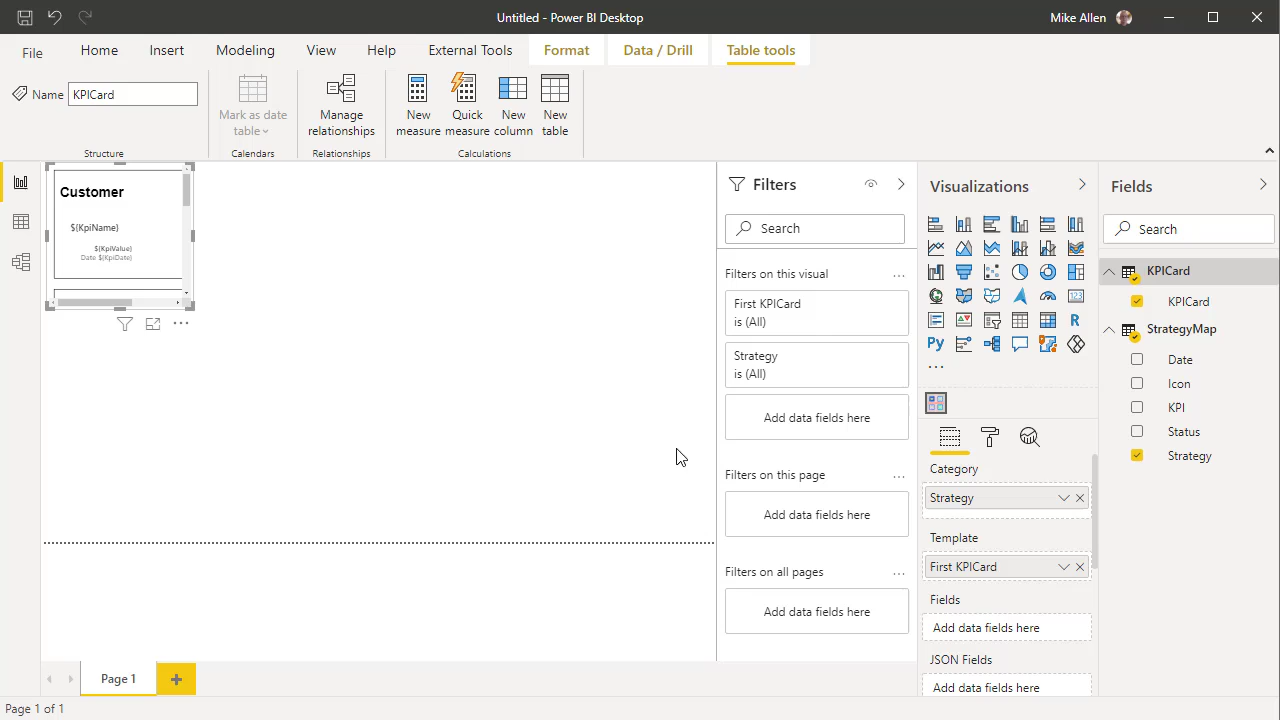 Untitled - Power BI Desktop
Mike Allen
File
Home
Insert
Modeling
View
Help
External Tools
Format
Data / Drill
Table tools
Name
KPICard
Mark as date
table
Manage
relationships
New
measure
Quick
measure
New
column
New
table
Structure
Calendars
Relationships
Calculations
Customer
${KpiName}
${KpiValue}
Date ${KpiDate}
Filters
Search
Filters on this visual
...
First KPICard
is (All)
Strategy
is (All)
Add data fields here
Filters on this page
...
Add data fields here
Filters on all pages
...
Add data fields here
Visualizations
123
R
Py
...
Category
Strategy
Template
First KPICard
Fields
Add data fields here
JSON Fields
Add data fields here
Fields
Search
KPICard
KPICard
StrategyMap
Date
Icon
KPI
Status
Strategy
Page 1
Page 1 of 1